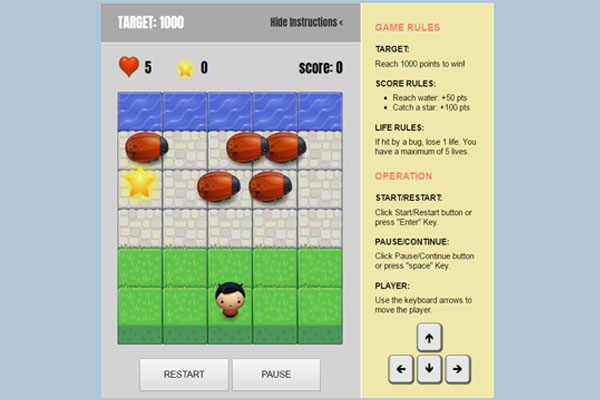 TARGET: 1000
Hide Instructions <
5
0
score: 0
RESTART
PAUSE
GAME RULES
TARGET:
Reach 1000 points to win!
SCORE RULES:
• Reach water: +50 pts
• Catch a star: +100 pts
LIFE RULES:
If hit by a bug, lose 1 life. You
have a maximum of 5 lives.
OPERATION
START/RESTART:
Click Start/Restart button or
press "Enter" Key.
PAUSE/CONTINUE:
Click Pause/Continue button
or press "space" Key.
PLAYER:
Use the keyboard arrows to
move the player.
↑
← ↓ →